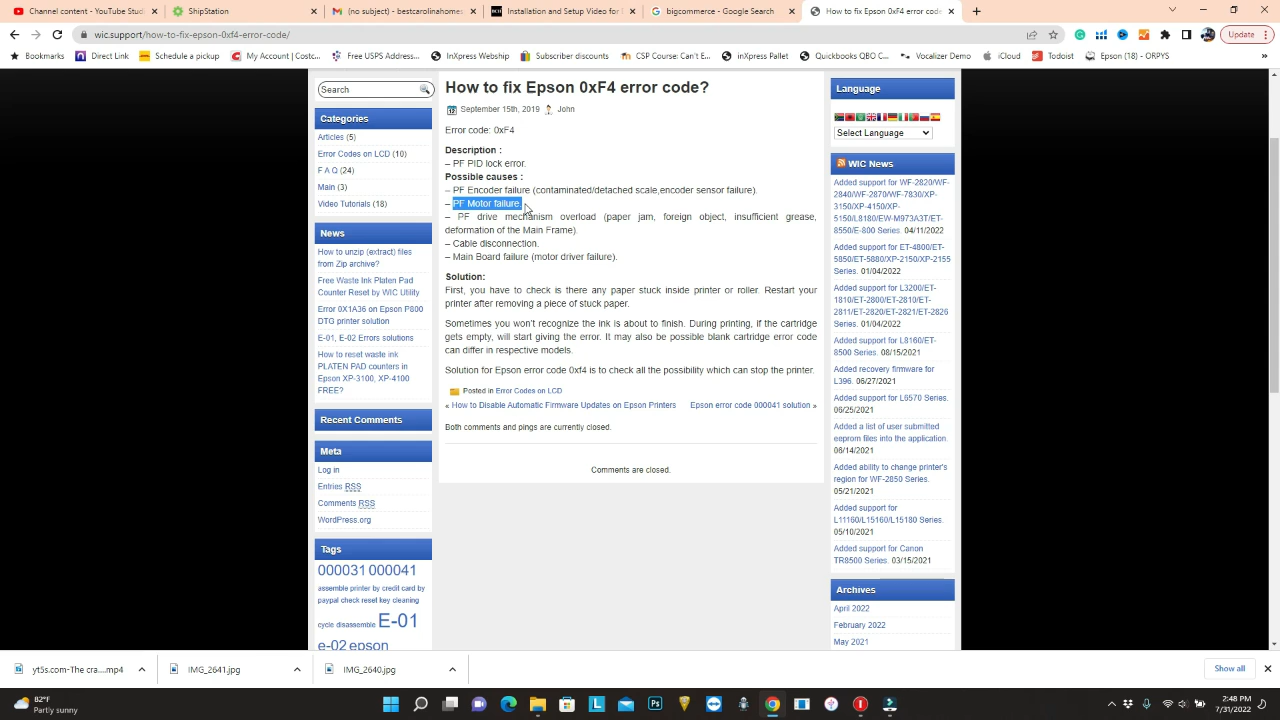 Channel content - YouTube Stud
ShipStation
(no subject) - bestcarolinahomes
Installation and Setup Video for
bigcommerce - Google Search
How to fix Epson 0xF4 error code
wic.support/how-to-fix-epson-0xf4-error-code/
Update
Bookmarks
Direct Link
Schedule a pickup
My Account | Costc...
Free USPS Address...
InXpress Webship
Subscriber discounts
CSP Course: Can't E...
inXpress Pallet
Quickbooks QBO C...
Vocalizer Demo
iCloud
Todoist
Epson (18) - ORPYS
Search
Categories
Articles (5)
Error Codes on LCD (10)
F A Q (24)
Main (3)
Video Tutorials (18)
News
How to unzip (extract) files
from Zip archive?
Free Waste Ink Platen Pad
Counter Reset by WIC Utility
Error 0X1A36 on Epson P800
DTG printer solution
E-01, E-02 Errors solutions
How to reset waste ink
PLATEN PAD counters in
Epson XP-3100, XP-4100
FREE?
Recent Comments
Meta
Log in
Entries RSS
Comments RSS
WordPress.org
Tags
000031 000041
assemble printer by credit card by
paypal check reset key cleaning
cycle disassemble E-01
e-02 epson
How to fix Epson 0xF4 error code?
September 15th, 2019 John
Error code: 0xF4
Description :
– PF PID lock error.
Possible causes :
– PF Encoder failure (contaminated/detached scale,encoder sensor failure).
– PF Motor failure.
– PF drive mechanism overload (paper jam, foreign object, insufficient grease,
deformation of the Main Frame).
– Cable disconnection.
– Main Board failure (motor driver failure).
Solution:
First, you have to check is there any paper stuck inside printer or roller. Restart your
printer after removing a piece of stuck paper.
Sometimes you won't recognize the ink is about to finish. During printing, if the cartridge
gets empty, will start giving the error. It may also be possible blank cartridge error code
can differ in respective models.
Solution for Epson error code 0xf4 is to check all the possibility which can stop the printer.
Posted in Error Codes on LCD
« How to Disable Automatic Firmware Updates on Epson Printers
Epson error code 000041 solution »
Both comments and pings are currently closed.
Comments are closed.
Language
Select Language
WIC News
Added support for WF-2820/WF-
2840/WF-2870/WF-7830/XP-
3150/XP-4150/XP-
5150/L8180/EW-M973A3T/ET-
8550/E-800 Series. 04/11/2022
Added support for ET-4800/ET-
5850/ET-5880/XP-2150/XP-2155
Series. 01/04/2022
Added support for L3200/ET-
1810/ET-2800/ET-2810/ET-
2811/ET-2820/ET-2821/ET-2826
Series. 01/04/2022
Added support for L8160/ET-
8500 Series. 08/15/2021
Added recovery firmware for
L396. 06/27/2021
Added support for L6570 Series.
06/25/2021
Added a list of user submitted
eeprom files into the application.
06/14/2021
Added ability to change printer's
region for WF-2850 Series.
05/21/2021
Added support for
L11160/L15160/L15180 Series.
05/10/2021
Added support for Canon
TR8500 Series. 03/15/2021
Archives
April 2022
February 2022
May 2021
yt5s.com-The cra....mp4
IMG_2641.jpg
IMG_2640.jpg
Show all
82°F
Partly sunny
2:48 PM
7/31/2022